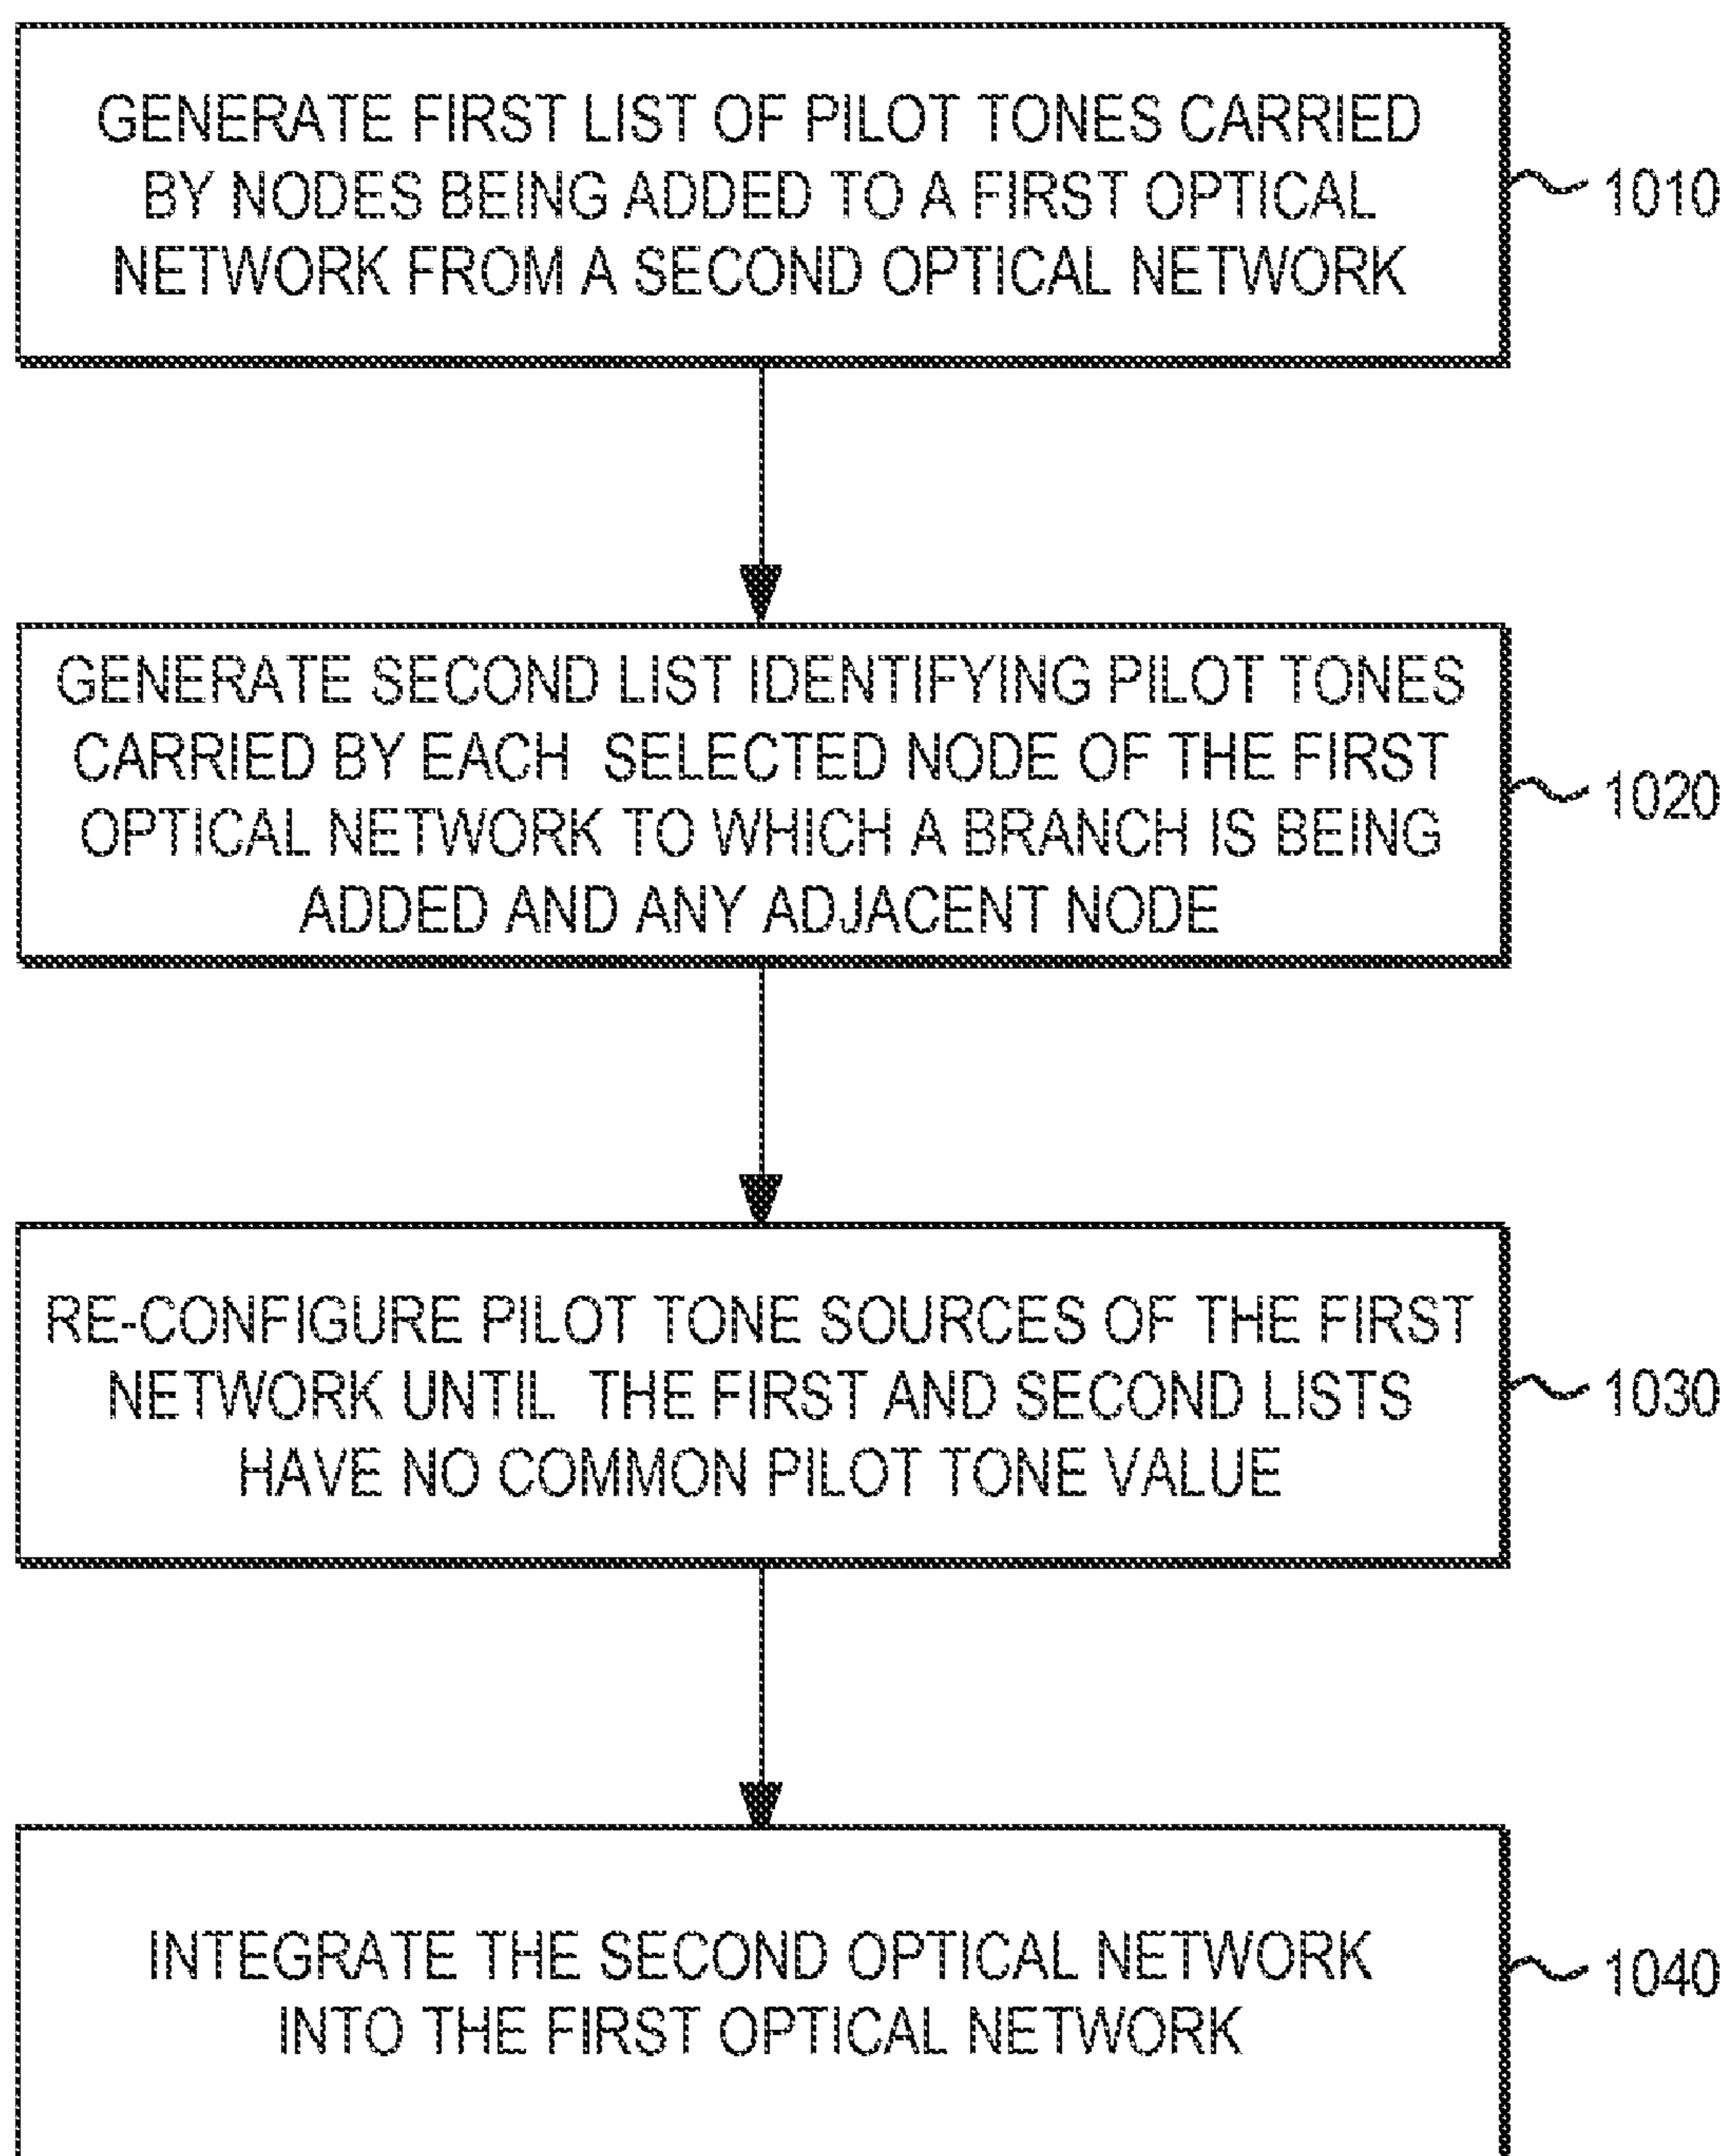 GENERATE FIRST LIST OF PILOT TONES CARRIED
BY NODES BEING ADDED TO A FIRST OPTICAL
NETWORK FROM A SECOND OPTICAL NETWORK
1010
GENERATE SECOND LIST IDENTIFYING PILOT TONES
CARRIED BY EACH SELECTED NODE OF THE FIRST
OPTICAL NETWORK TO WHICH A BRANCH IS BEING
ADDED AND ANY ADJACENT NODE
1020
RE-CONFIGURE PILOT TONE SOURCES OF THE FIRST
NETWORK UNTIL THE FIRST AND SECOND LISTS
HAVE NO COMMON PILOT TONE VALUE
1030
INTEGRATE THE SECOND OPTICAL NETWORK
INTO THE FIRST OPTICAL NETWORK
1040